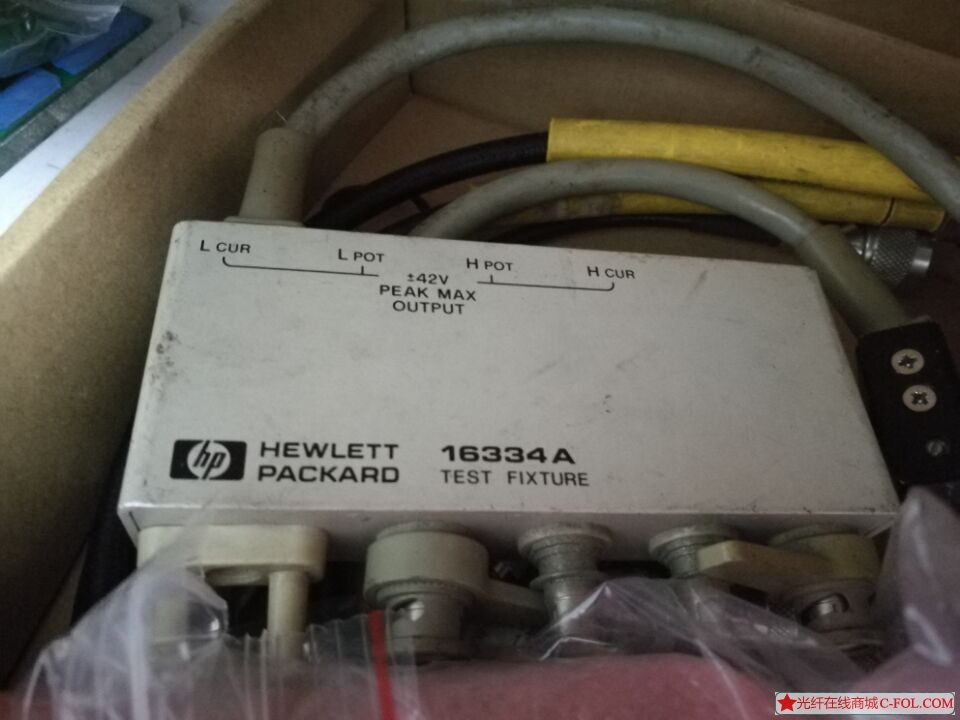 L CUR
L POT
H POT
H CUR
±42V
PEAK MAX
OUTPUT
hp HEWLETT
PACKARD
16334A
TEST FIXTURE
光纤在线商城C-FOL.COM